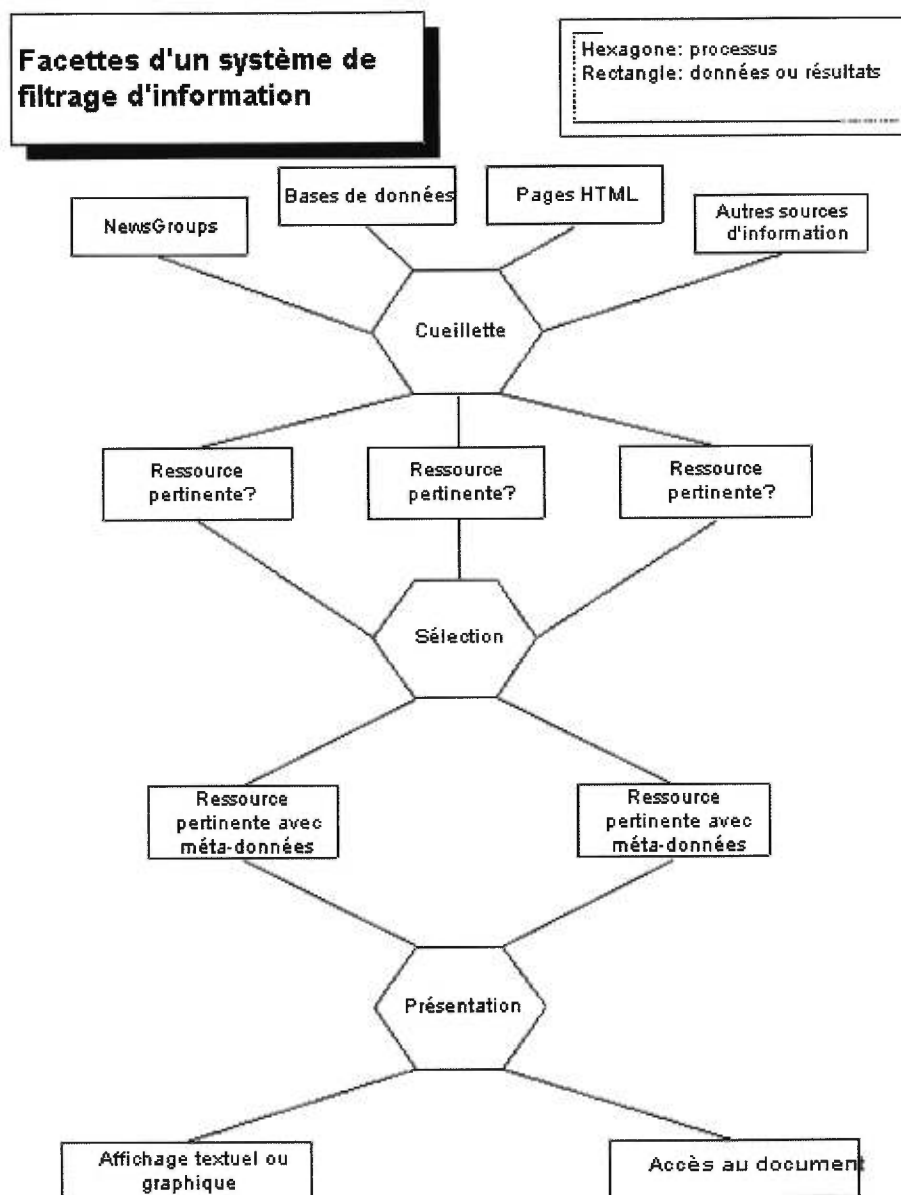 Facettes d'un système de
filtrage d'information
Hexagone: processus
Rectangle: données ou résultats
NewsGroups
Bases de données
Pages HTML
Autres sources
d'information
Cueillette
Ressource
pertinente?
Ressource
pertinente?
Ressource
pertinente?
Sélection
Ressource
pertinente avec
méta-données
Ressource
pertinente avec
méta-données
Présentation
Affichage textuel ou
graphique
Accès au document